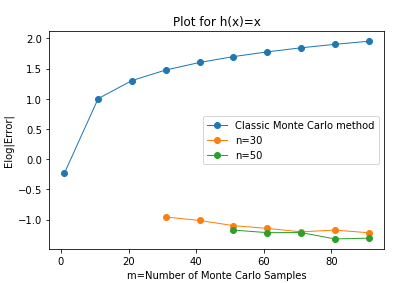 Plot for h(x)=x
2.0
1.5
1.0
0.5
0.0
−0.5
−1.0
Elog|Error|
Classic Monte Carlo method
n=30
n=50
0 20 40 60 80
m=Number of Monte Carlo Samples